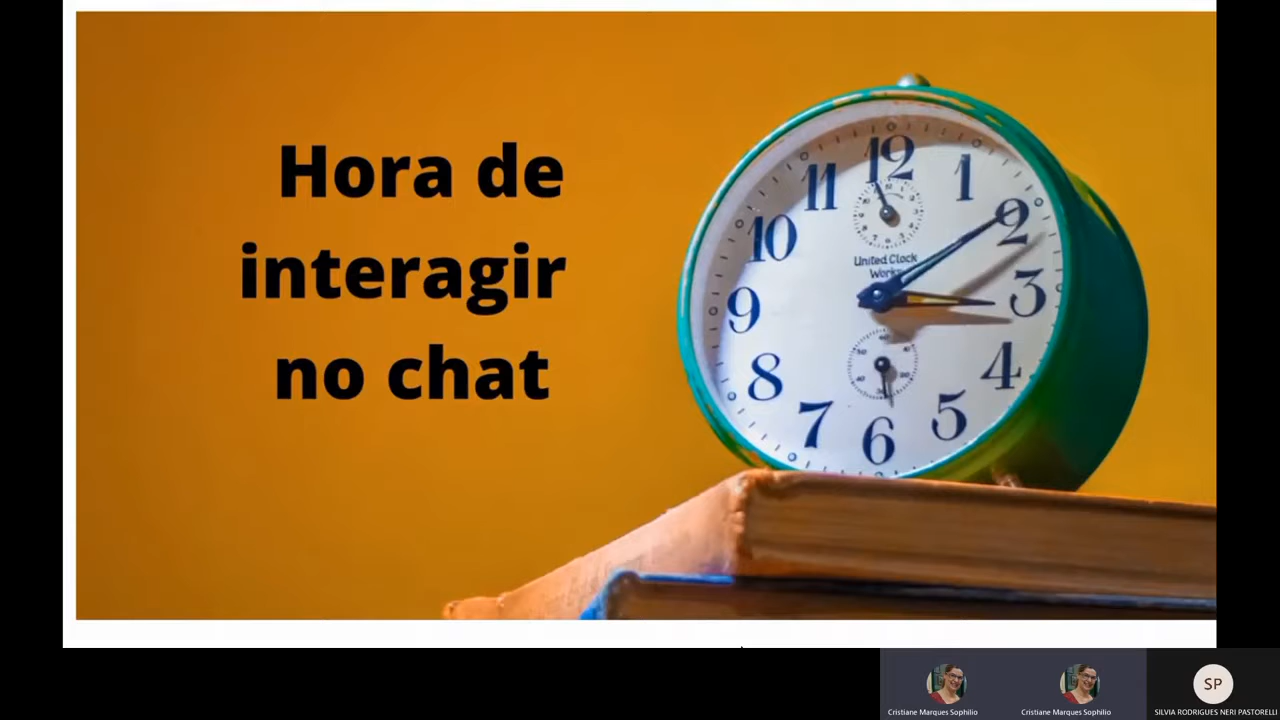 Hora de
interagir
no chat
12
1
2
3
4
5
6
7
8
9
10
11
United Clock
Works
Cristiane Marques Sophilio
Cristiane Marques Sophilio
SP
SILVIA RODRIGUES NERI PASTORELLI